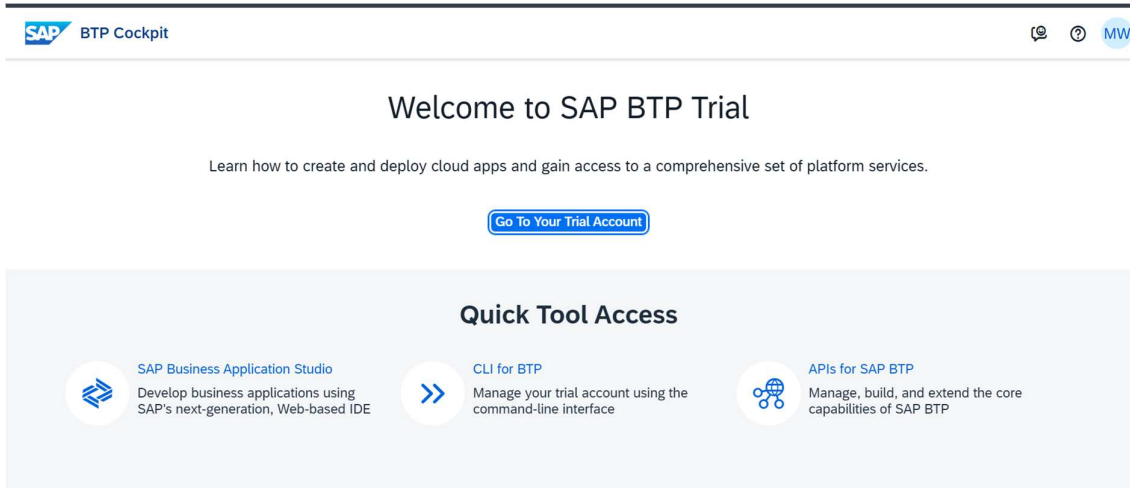 SAP BTP Cockpit MW
Welcome to SAP BTP Trial
Learn how to create and deploy cloud apps and gain access to a comprehensive set of platform services.
Go To Your Trial Account
Quick Tool Access
SAP Business Application Studio
Develop business applications using
SAP's next-generation, Web-based IDE
CLI for BTP
Manage your trial account using the
command-line interface
APIs for SAP BTP
Manage, build, and extend the core
capabilities of SAP BTP